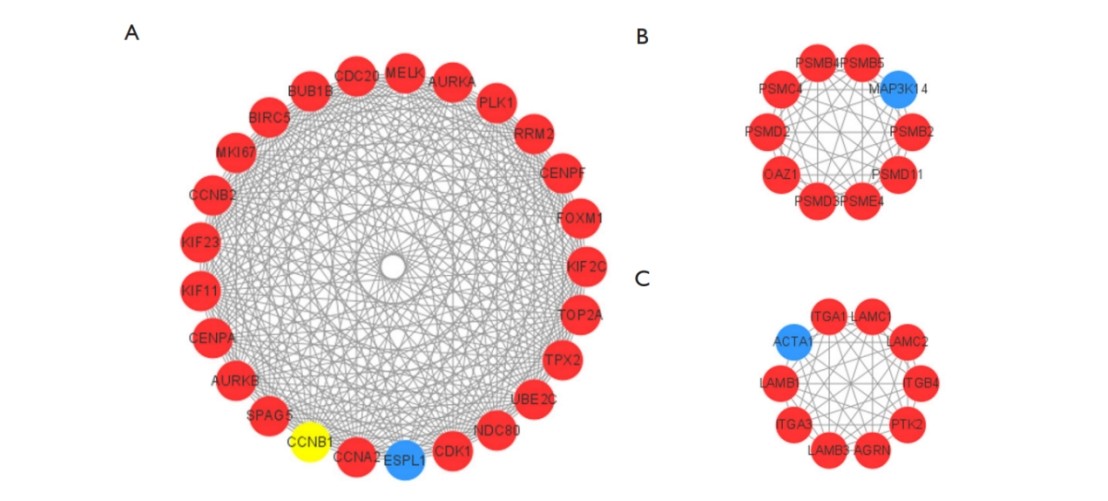 A
MELK
AURKA
PLK1
RRM2
CENPF
FOXM1
KIF2C
TOP2A
TPX2
UBE2C
NDC80
CDK1
ESPL1
CCNA2
CCNB1
SPAG5
AURKB
CENPA
KIF11
KIF23
CCNB2
MKI67
BIRC5
BUB1B
CDC20
B
PSMB4
PSMB5
MAP3K14
PSMB2
PSMD11
PSME4
PSMD3
OAZ1
PSMD2
PSMC4
C
ITGA1
LAMC1
LAMC2
ITGB4
PTK2
AGRN
LAMB3
ITGA3
LAMB1
ACTA1